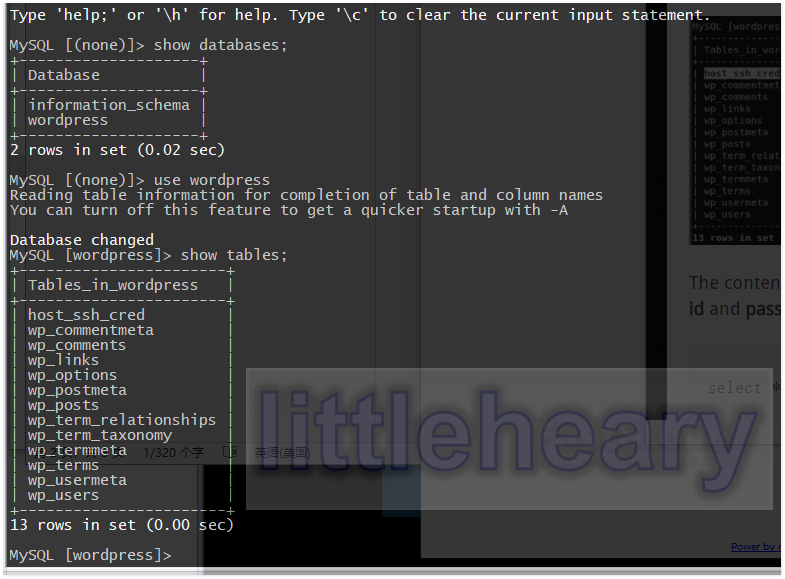 Type 'help;' or '\h' for help. Type '\c' to clear the current input statement.
MySQL [(none)]> show databases;
+--------------------+
| Database           |
+--------------------+
| information_schema |
| wordpress          |
+--------------------+
2 rows in set (0.02 sec)
MySQL [(none)]> use wordpress
Reading table information for completion of table and column names
You can turn off this feature to get a quicker startup with -A
Database changed
MySQL [wordpress]> show tables;
+-----------------------+
| Tables_in_wordpress   |
+-----------------------+
| host_ssh_cred         |
| wp_commentmeta        |
| wp_comments           |
| wp_links              |
| wp_options            |
| wp_postmeta           |
| wp_posts              |
| wp_term_relationships |
| wp_term_taxonomy      |
| wp_termmeta           |
| wp_terms              |
| wp_usermeta           |
| wp_users              |
+-----------------------+
13 rows in set (0.00 sec)
MySQL [wordpress]>
MySQL [wordpres
Tables_in_wor
host_ssh_cred
wp_commentmet
wp_comments
wp_links
wp_options
wp_postmeta
wp_posts
wp_term_relat
wp_term_taxon
wp_termmeta
wp_terms
wp_usermeta
wp_users
13 rows in set
The conten
id and pass
select *
littleheary
1/320 个字
英语(美国)
Power by